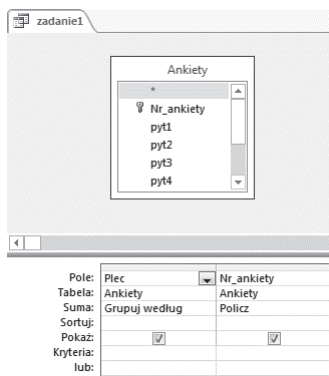 zadanie1
Ankiety
*
Nr_ankiety
pyt1
pyt2
pyt3
pyt4
Pole: Plec Nr_ankiety
Tabela: Ankiety Ankiety
Suma: Grupuj według Policz
Sortuj:
Pokaż:
Kryteria:
lub: